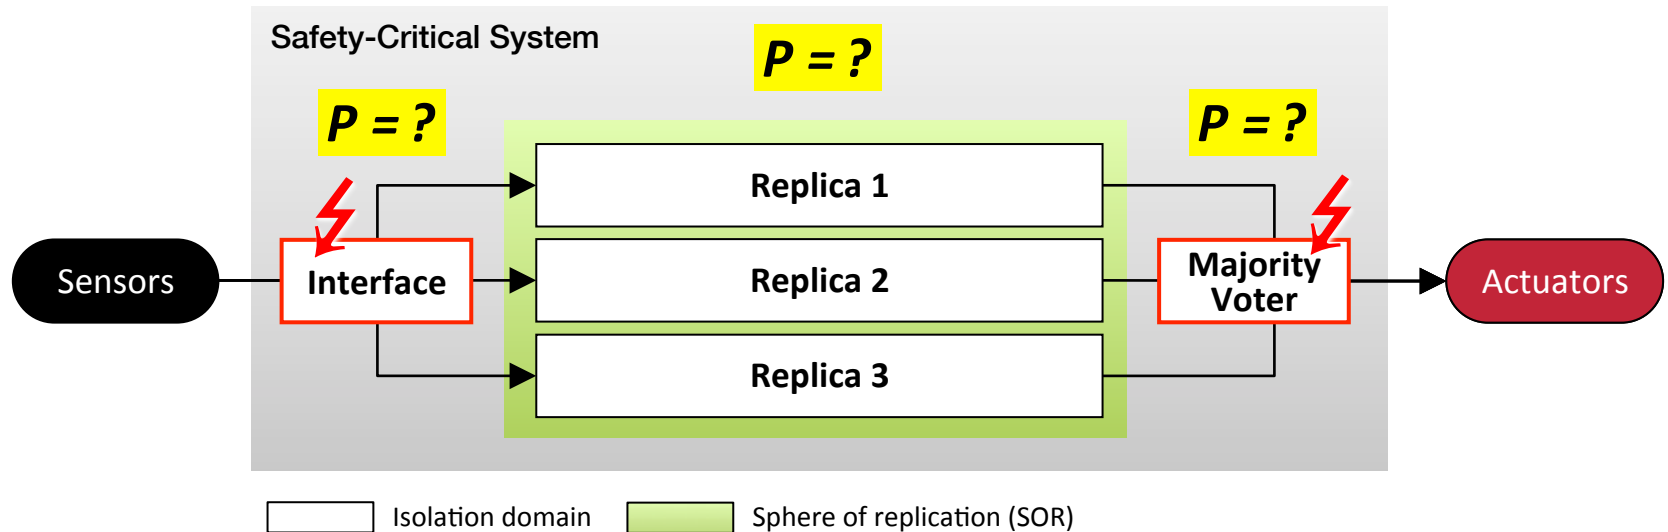 Safety-Critical System
P = ?
P = ?
P = ?
Replica 1
Sensors
Interface
Replica 2
Majority
Voter
Actuators
Replica 3
Isolation domain
Sphere of replication (SOR)